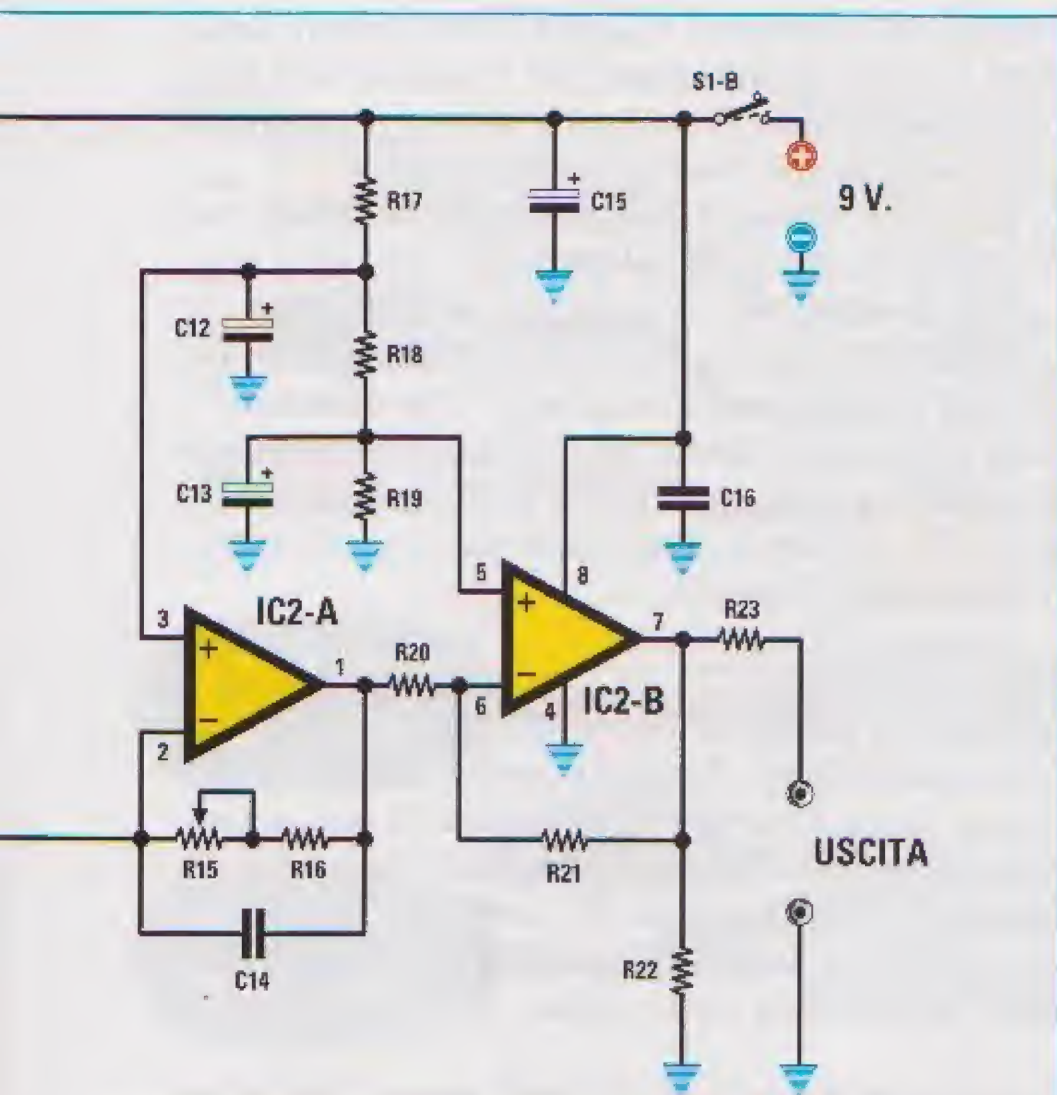 S1-B
R17
+
C15
+
9 V.
−
C12
+
R18
C13
+
R19
C16
5
8
+
IC2-A
3
+
R20
7
R23
1
−
6
4
IC2-B
−
2
R15
R16
R21
USCITA
C14
R22